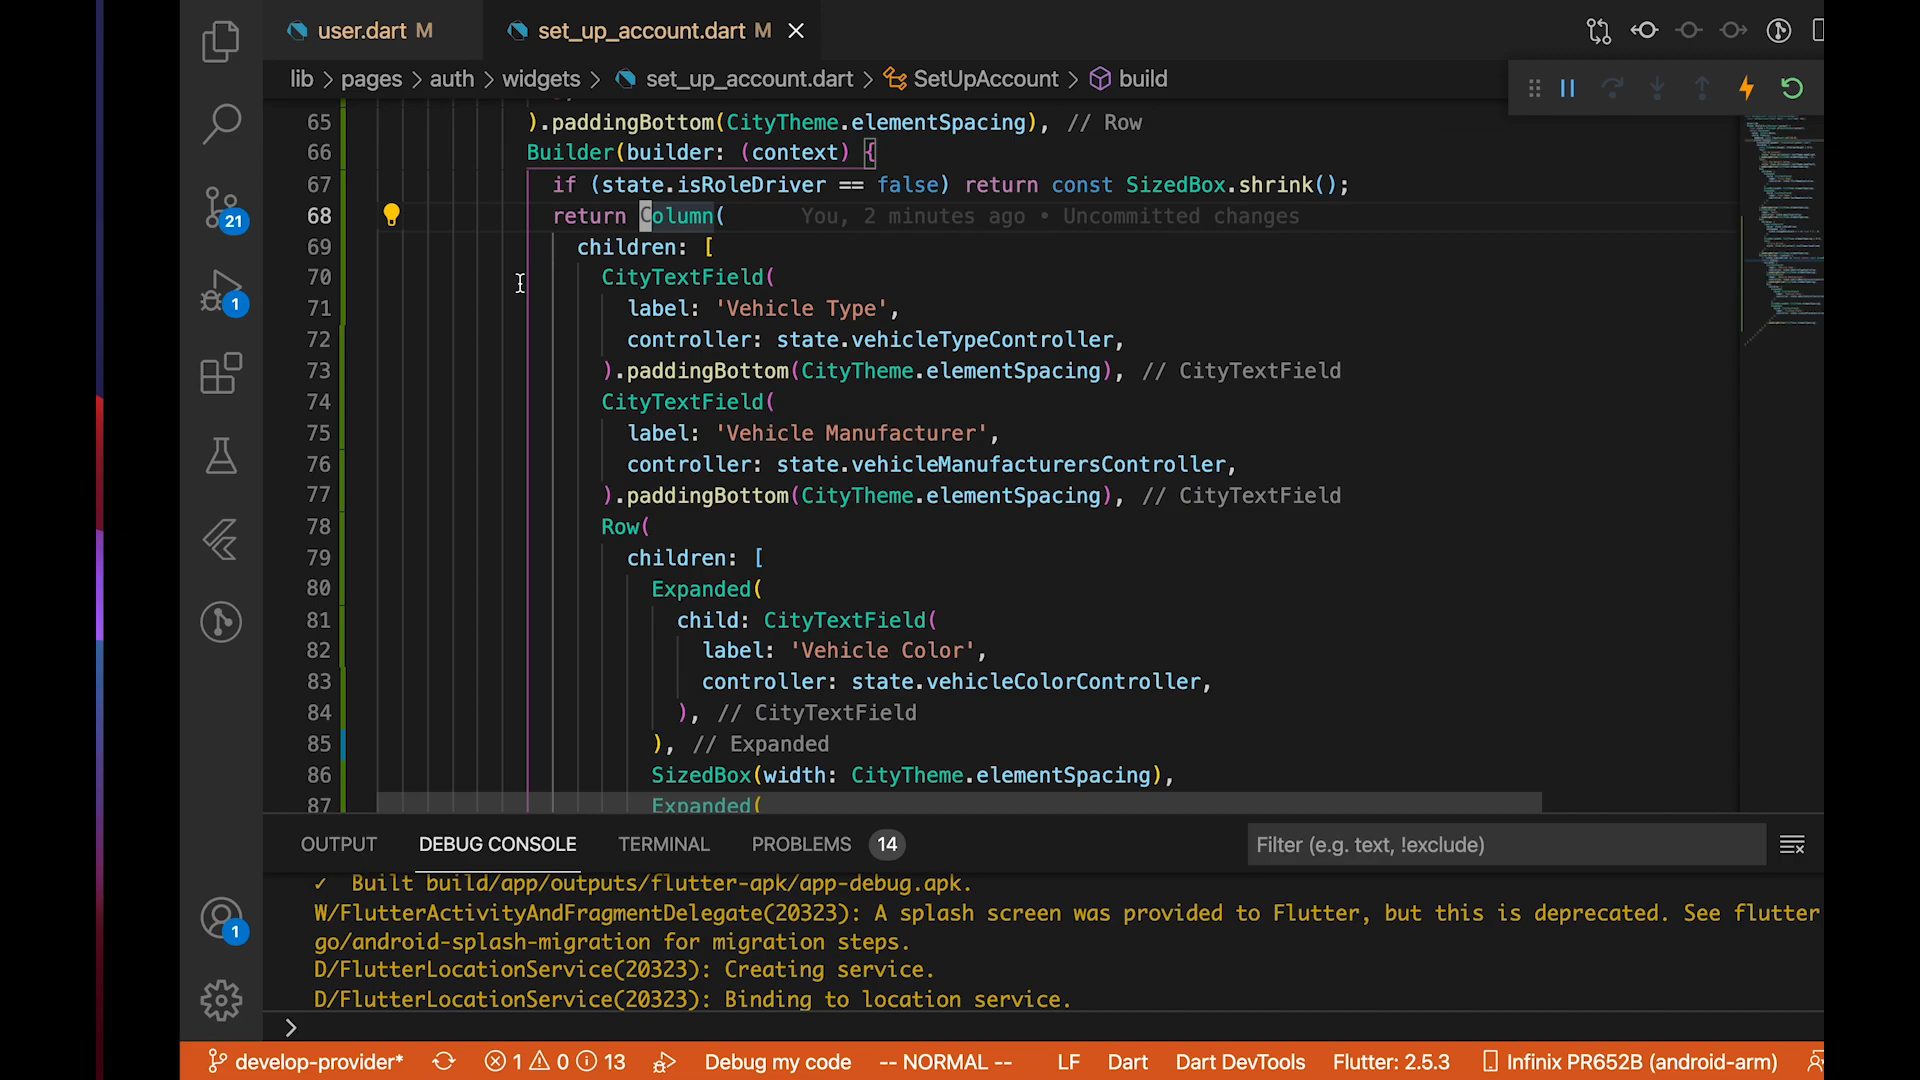 user.dart M
set_up_account.dart M
lib > pages > auth > widgets > set_up_account.dart > SetUpAccount > build
65 ).paddingBottom(CityTheme.elementSpacing), // Row
66 Builder(builder: (context) {
67 if (state.isRoleDriver == false) return const SizedBox.shrink();
68 return Column( You, 2 minutes ago • Uncommitted changes
69 children: [
70 CityTextField(
71 label: 'Vehicle Type',
72 controller: state.vehicleTypeController,
73 ).paddingBottom(CityTheme.elementSpacing), // CityTextField
74 CityTextField(
75 label: 'Vehicle Manufacturer',
76 controller: state.vehicleManufacturersController,
77 ).paddingBottom(CityTheme.elementSpacing), // CityTextField
78 Row(
79 children: [
80 Expanded(
81 child: CityTextField(
82 label: 'Vehicle Color',
83 controller: state.vehicleColorController,
84 ), // CityTextField
85 ), // Expanded
86 SizedBox(width: CityTheme.elementSpacing),
87 Expanded(
21
1
1
OUTPUT DEBUG CONSOLE TERMINAL PROBLEMS 14 Filter (e.g. text, !exclude)
✓ Built build/app/outputs/flutter-apk/app-debug.apk.
W/FlutterActivityAndFragmentDelegate(20323): A splash screen was provided to Flutter, but this is deprecated. See flutter
go/android-splash-migration for migration steps.
D/FlutterLocationService(20323): Creating service.
D/FlutterLocationService(20323): Binding to location service.
>
develop-provider* 1 0 13 Debug my code -- NORMAL -- LF Dart Dart DevTools Flutter: 2.5.3 Infinix PR652B (android-arm)